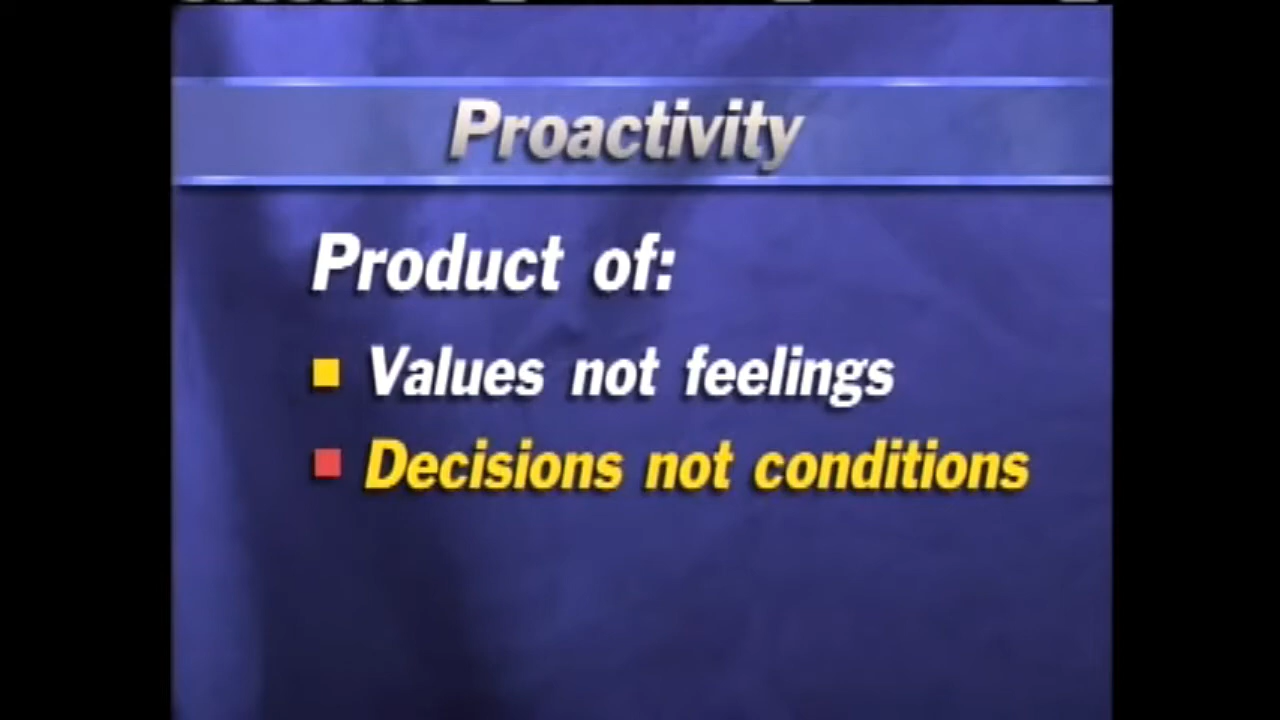 Proactivity
Product of:
Values not feelings
Decisions not conditions